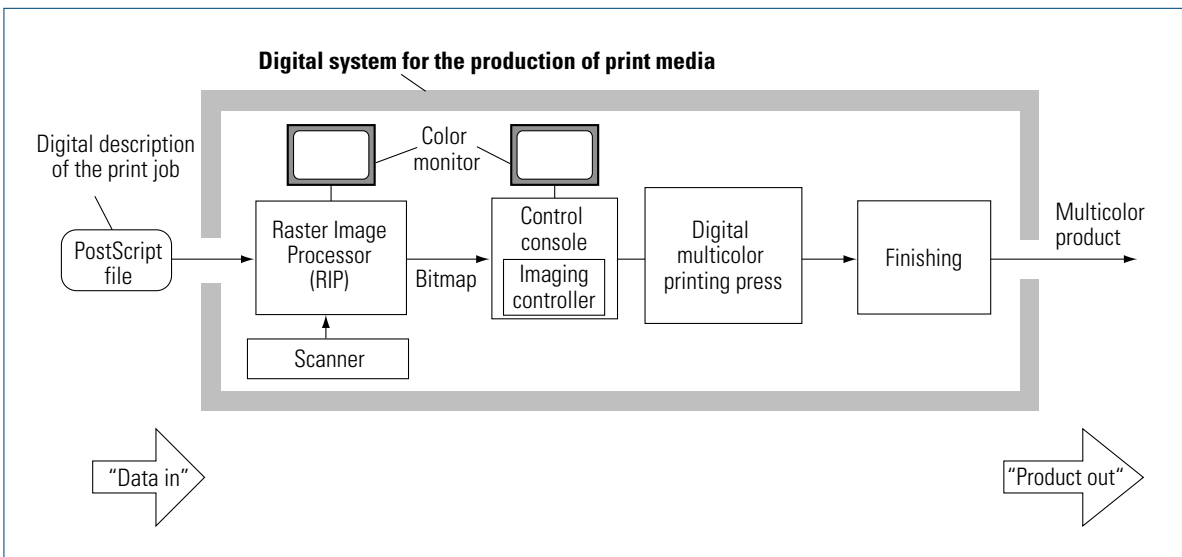 Digital system for the production of print media
Digital description
of the print job
PostScript
file
Color
monitor
Raster Image
Processor
(RIP)
Bitmap
Scanner
Control
console
Imaging
controller
Digital
multicolor
printing press
Finishing
Multicolor
product
“Data in“
“Product out“